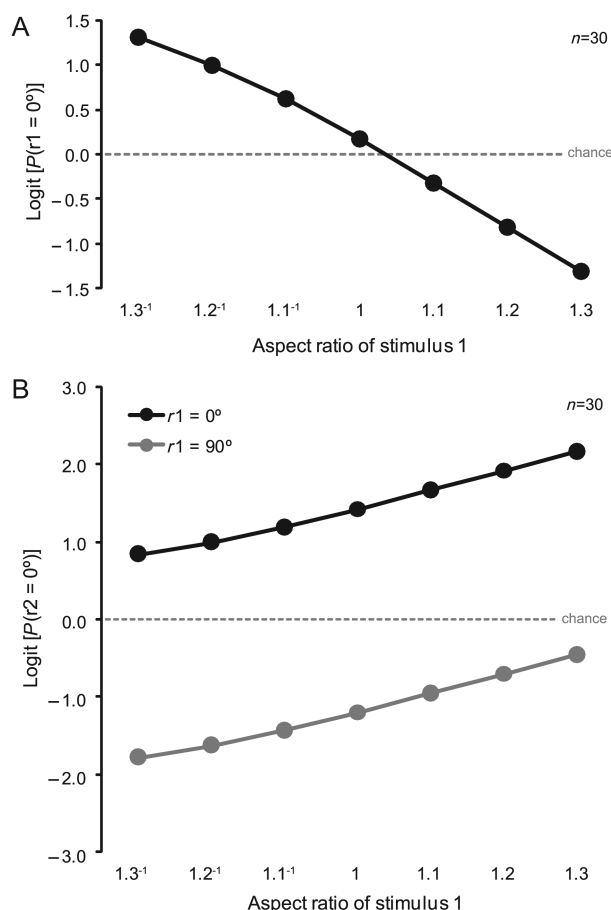 A
n=30
Logit [P(r1 = 0º)]
1.5
1.0
0.5
0.0
chance
–0.5
–1.0
–1.5
1.3⁻¹ 1.2⁻¹ 1.1⁻¹ 1 1.1 1.2 1.3
Aspect ratio of stimulus 1
B
n=30
r1 = 0º
r1 = 90º
Logit [P(r2 = 0º)]
3.0
2.0
1.0
0.0
chance
–1.0
–2.0
–3.0
1.3⁻¹ 1.2⁻¹ 1.1⁻¹ 1 1.1 1.2 1.3
Aspect ratio of stimulus 1